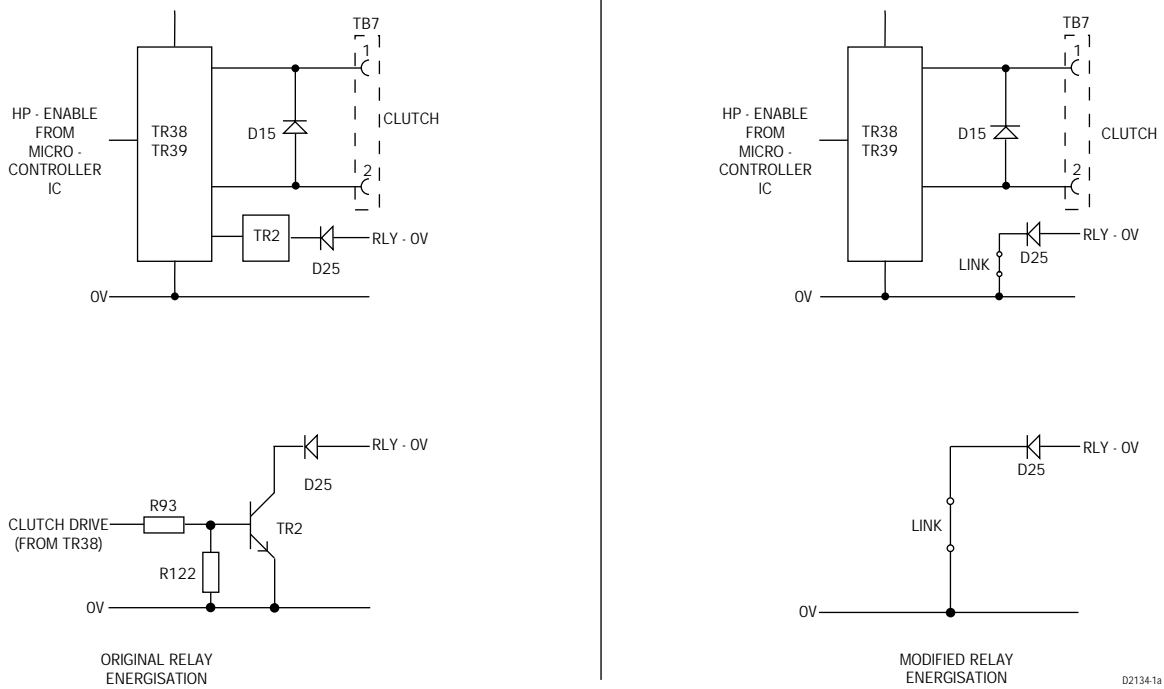 TB7
1
HP - ENABLE
FROM
MICRO -
CONTROLLER
IC
TR38
TR39
D15
CLUTCH
2
TR2
D25
RLY - 0V
0V
R93
CLUTCH DRIVE
(FROM TR38)
R122
TR2
D25
RLY - 0V
0V
ORIGINAL RELAY
ENERGISATION
TB7
1
HP - ENABLE
FROM
MICRO -
CONTROLLER
IC
TR38
TR39
D15
CLUTCH
2
RLY - 0V
D25
LINK
0V
RLY - 0V
D25
LINK
0V
MODIFIED RELAY
ENERGISATION
D2134-1a